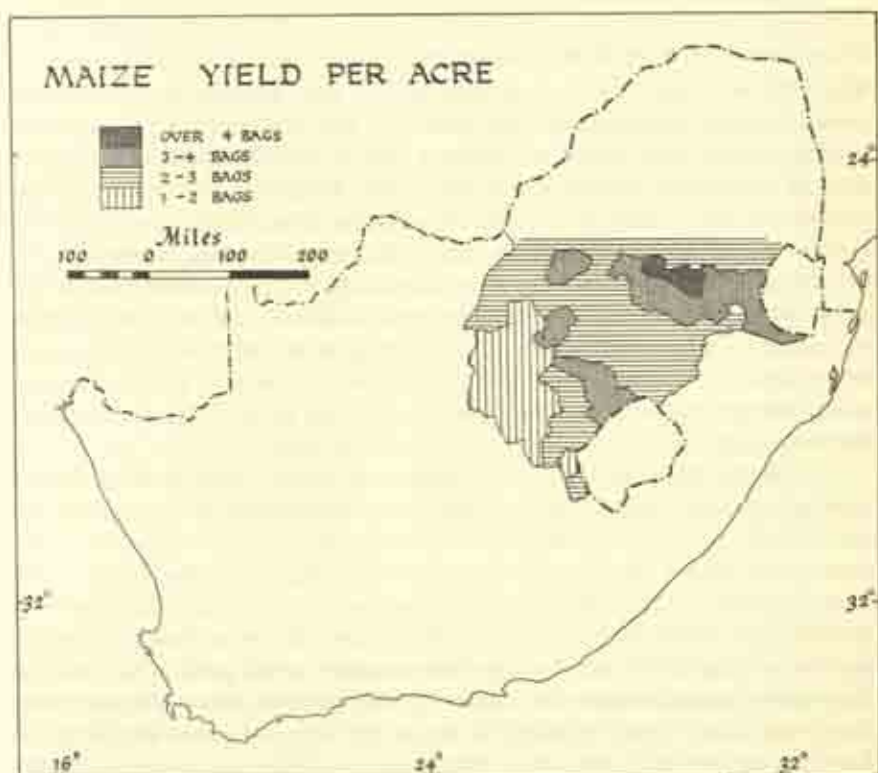 MAIZE YIELD PER ACRE
OVER 4 BAGS
3-4 BAGS
2-3 BAGS
1-2 BAGS
Miles
100 0 100 200
24°
32° 32°
16° 24° 32°